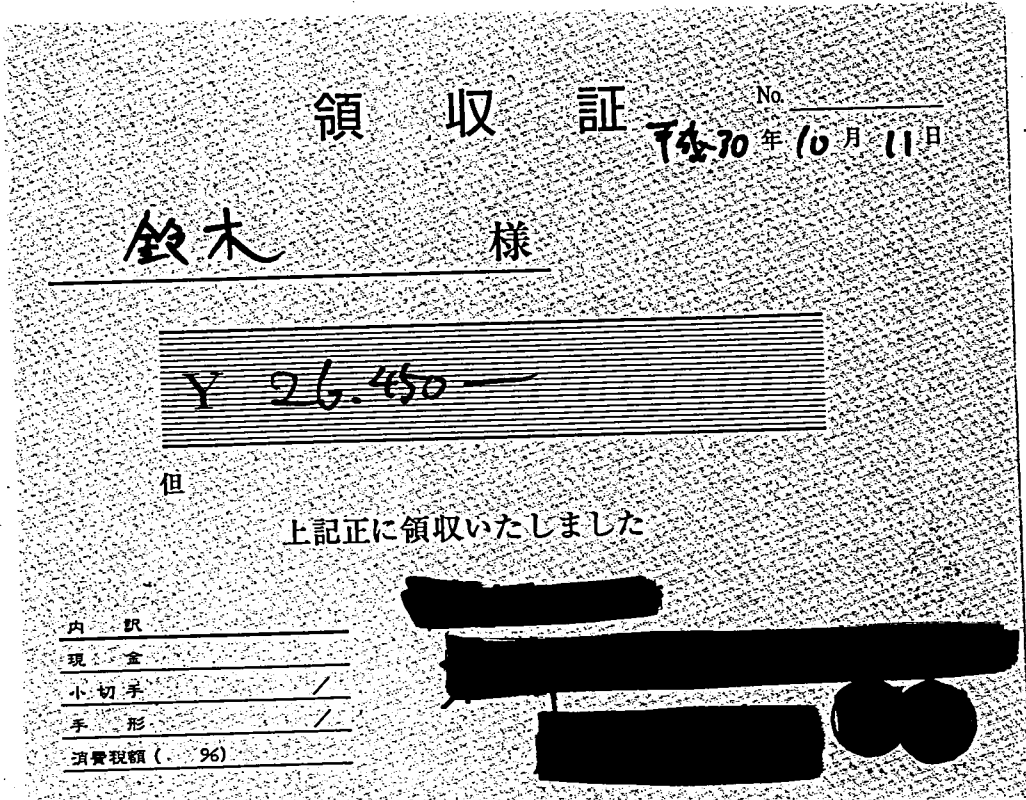 領収証
No.
平成30年10月11日
鈴木 様
¥ 26.450—
但
上記正に領収いたしました
内 訳
現 金
小切手 /
手 形 /
消費税額 ( . %)